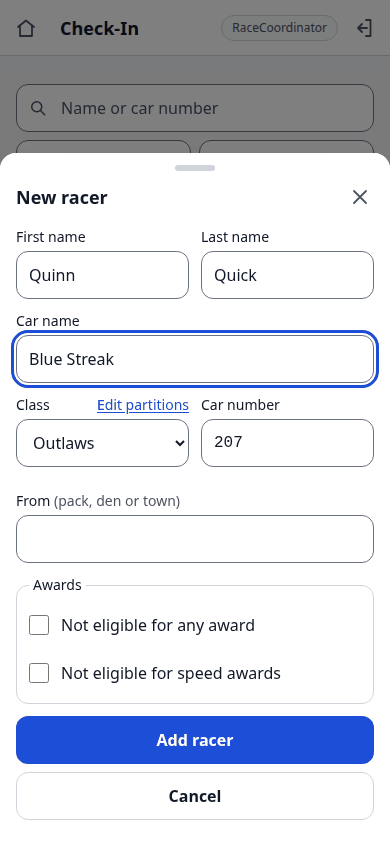 Check-In
RaceCoordinator
Name or car number
New racer
First name
Last name
Quinn
Quick
Car name
Blue Streak
Class
Edit partitions
Car number
Outlaws
207
From (pack, den or town)
Awards
Not eligible for any award
Not eligible for speed awards
Add racer
Cancel